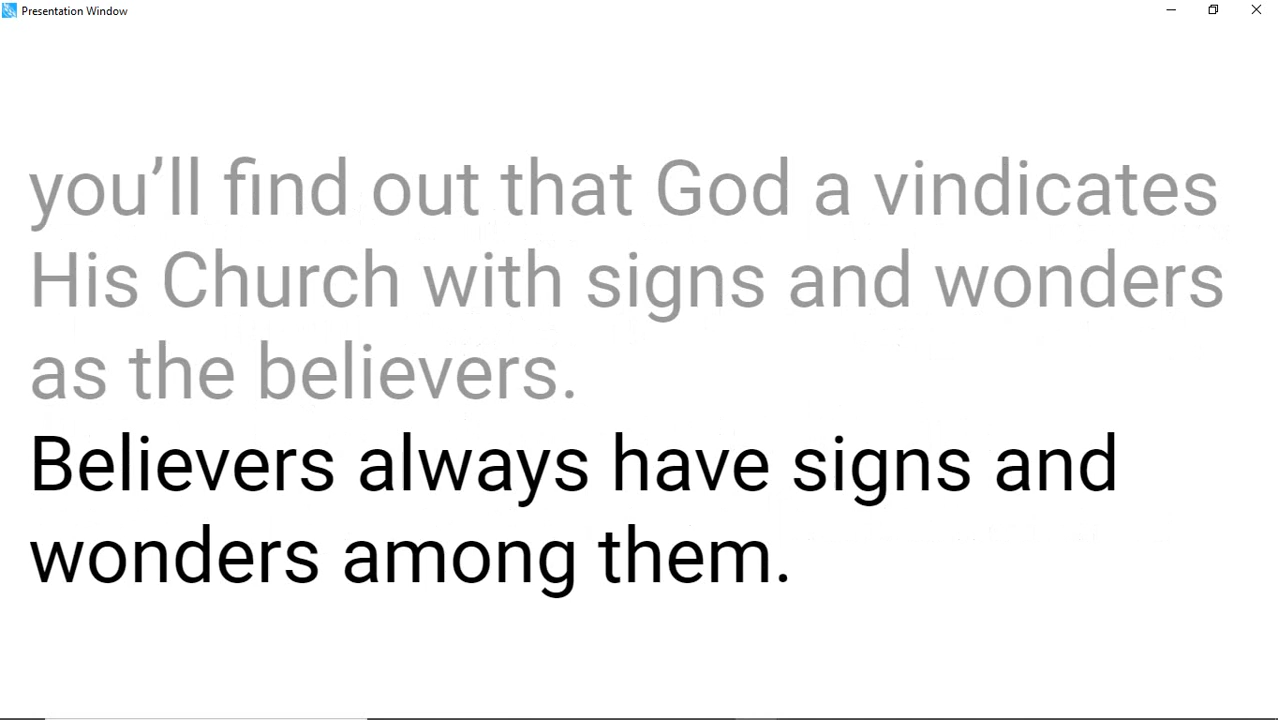 Presentation Window
you’ll find out that God a vindicates
His Church with signs and wonders
as the believers.
Believers always have signs and
wonders among them.